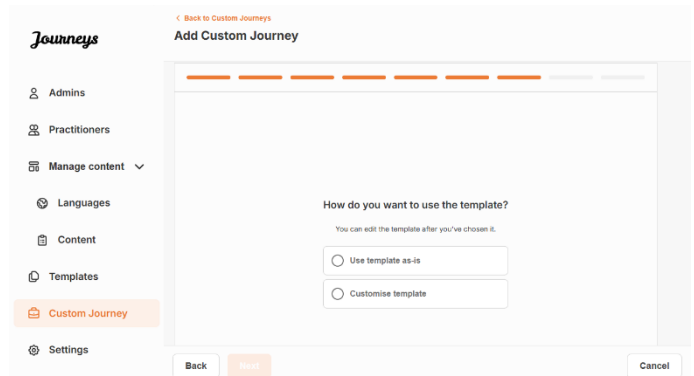 Journeys
Admins
Practitioners
Manage content
Languages
Content
Templates
Custom Journey
Settings
Back to Custom Journeys
Add Custom Journey
How do you want to use the template?
You can edit the template after you've chosen it.
Use template as-is
Customise template
Back
Next
Cancel